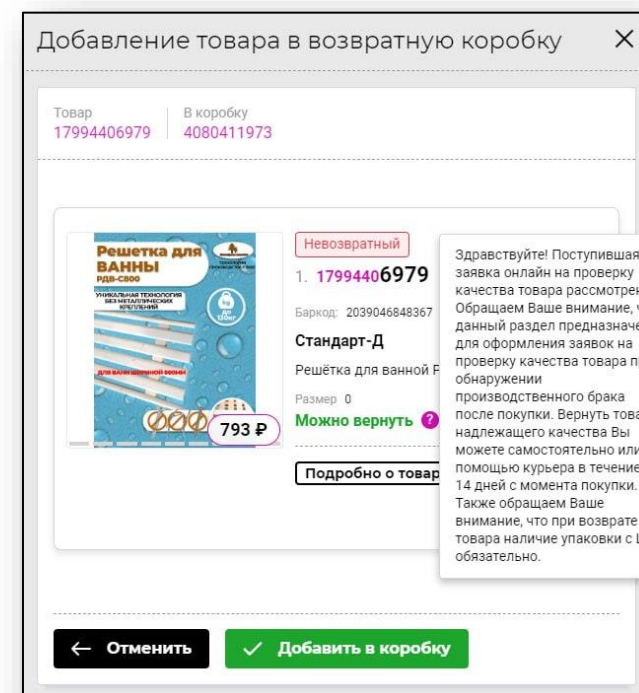 Добавление товара в возвратную коробку
Товар
17994406979
В коробку
4080411973
Решетка для
ВАННЫ
РДВ-С800
УНИКАЛЬНАЯ ТЕХНОЛОГИЯ
БЕЗ МЕТАЛЛИЧЕСКИХ
КРЕПЛЕНИЙ
kg
до
130кг
793 ₽
Невозвратный
1. 17994406979
Баркод: 2039046848367
Стандарт-Д
Решётка для ванной Р
Размер 0
Можно вернуть ?
Подробно о товар
Здравствуйте! Поступившая
заявка онлайн на проверку
качества товара рассмотрен
Обращаем Ваше внимание, ч
данный раздел предназначе
для оформления заявок на
проверку качества товара пр
обнаружении
производственного брака
после покупки. Вернуть това
надлежащего качества Вы
можете самостоятельно или
помощью курьера в течение
14 дней с момента покупки.
Также обращаем Ваше
внимание, что при возврате
товара наличие упаковки с
обязательно.
← Отменить
✓ Добавить в коробку